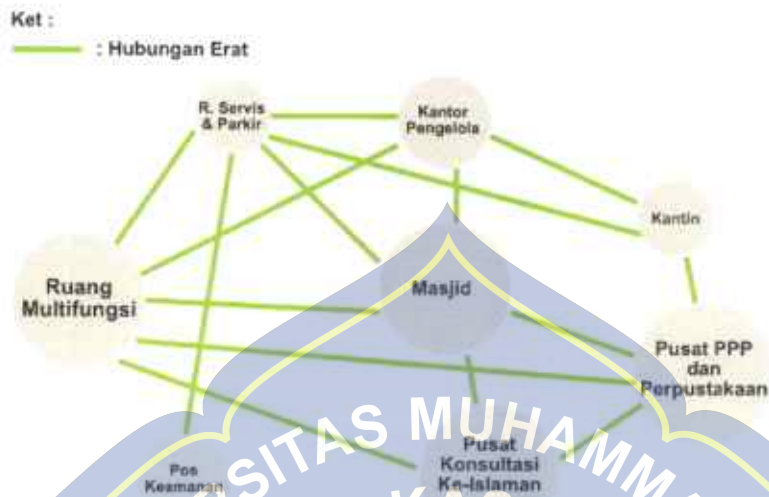 Ket :
: Hubungan Erat
R. Servis
& Parkir
Kantor
Pengelola
Kantin
Ruang
Multifungsi
Masjid
Pusat PPP
dan
Perpustakaan
Pusat
Konsultasi
Ke-Islaman
Pos
Keamanan
SITAS MUHAMM